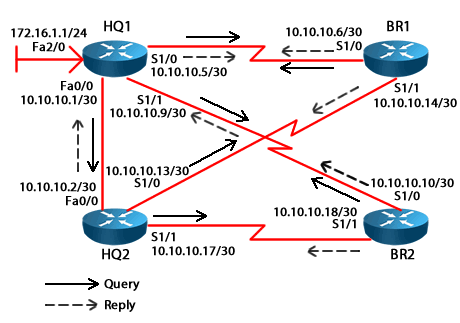 HQ1
172.16.1.1/24
Fa2/0
S1/0
10.10.10.5/30
10.10.10.6/30
S1/0
BR1
Fa0/0
10.10.10.1/30
S1/1
10.10.10.9/30
S1/1
10.10.10.14/30
10.10.10.13/30
S1/0
10.10.10.2/30
Fa0/0
10.10.10.10/30
S1/0
10.10.10.18/30
S1/1
HQ2
S1/1
10.10.10.17/30
BR2
Query
Reply